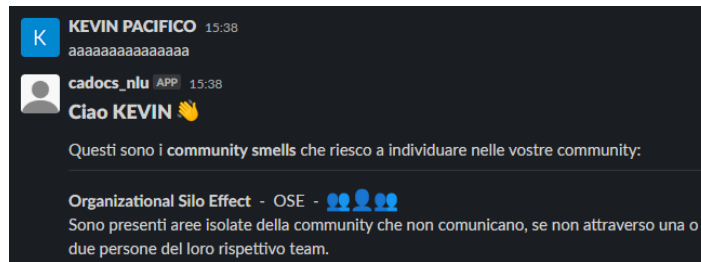 K
KEVIN PACIFICO 15:38
aaaaaaaaaaaaaaa
cadocs_nlu APP 15:38
Ciao KEVIN 👋
Questi sono i community smells che riesco a individuare nelle vostre community:
Organizational Silo Effect - OSE - 👥👤👥
Sono presenti aree isolate della community che non comunicano, se non attraverso una o
due persone del loro rispettivo team.